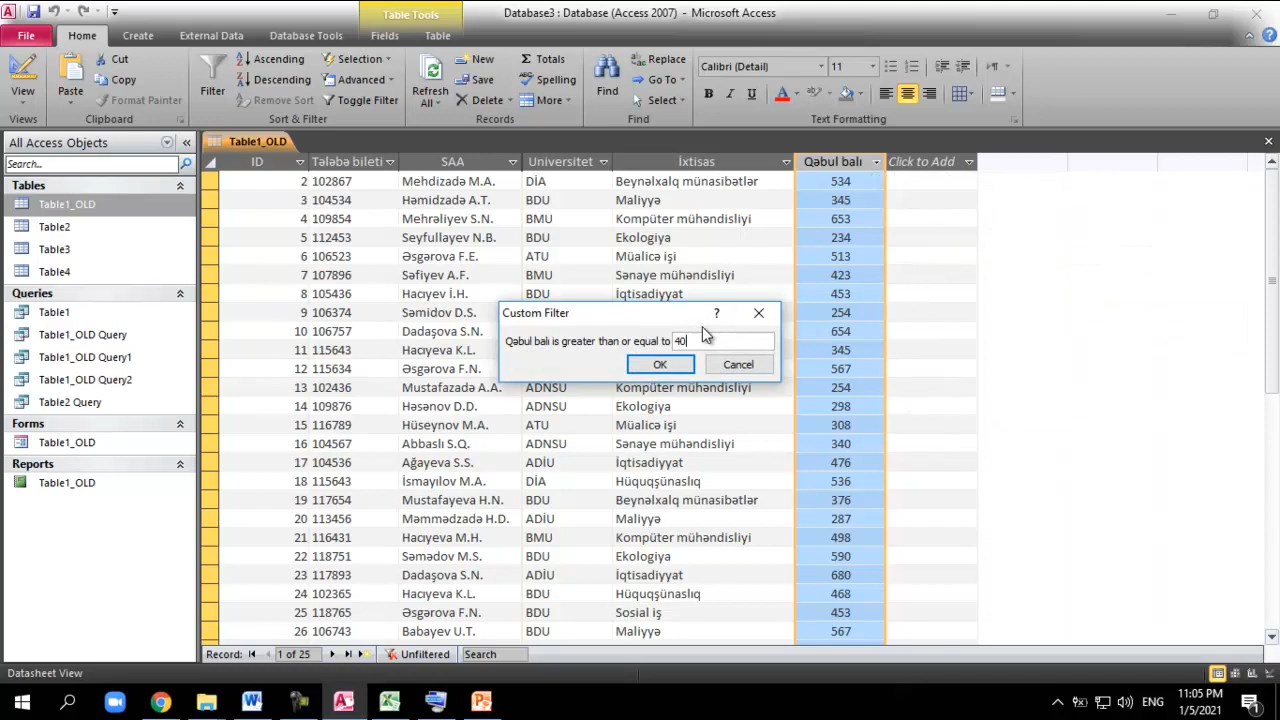 Table Tools
Database3 : Database (Access 2007) - Microsoft Access
File Home Create External Data Database Tools Fields Table
View
Views
Paste
Cut
Copy
Format Painter
Clipboard
Filter
Ascending
Descending
Remove Sort
Selection
Advanced
Toggle Filter
Sort & Filter
Refresh
All
New
Save
Delete
Totals
Spelling
More
Records
Find
Replace
Go To
Select
Find
Calibri (Detail) 11
B I U A ab
Text Formatting
All Access Objects
Search...
Tables
Table1_OLD
Table2
Table3
Table4
Queries
Table1
Table1_OLD Query
Table1_OLD Query1
Table1_OLD Query2
Table2 Query
Forms
Table1_OLD
Reports
Table1_OLD
Table1_OLD
ID Tələbə bileti SAA Universitet İxtisas Qəbul balı Click to Add
2 102867 Mehdizadə M.A. DİA Beynəlxalq münasibətlər 534
3 104534 Həmidzadə A.T. BDU Maliyyə 345
4 109854 Mehrəliyev S.N. BMU Kompüter mühəndisliyi 653
5 112453 Seyfullayev N.B. BDU Ekologiya 234
6 106523 Əsgərova F.E. ATU Müalicə işi 513
7 107896 Səfiyev A.F. BMU Sənaye mühəndisliyi 423
8 105436 Hacıyev İ.H. BDU İqtisadiyyat 453
9 106374 Səmidov D.S. 254
10 106757 Dadaşova S.N. 654
11 115643 Hacıyeva K.L. 345
12 115634 Həsənova F.E. 567
13 102436 Mustafazadə A.A. ADNSU Kompüter mühəndisliyi 254
14 109876 Həsənov D.D. ADNSU Ekologiya 298
15 116789 Hüseynov M.A. ATU Müalicə işi 308
16 104567 Abbaslı S.Q. ADNSU Sənaye mühəndisliyi 340
17 104536 Ağayeva S.S. ADİU İqtisadiyyat 476
18 115643 İsmayılov M.A. DİA Hüquqşünaslıq 536
19 117654 Mustafayeva H.N. BDU Beynəlxalq münasibətlər 376
20 113456 Məmmədzadə H.D. ADİU Maliyyə 287
21 116431 Hacıyeva M.H. BMU Kompüter mühəndisliyi 498
22 118751 Səmədov M.S. BDU Ekologiya 590
23 117893 Dadaşova S.N. ADİU İqtisadiyyat 680
24 102365 Hacıyeva K.L. BDU Hüquqşünaslıq 468
25 118765 Əsgərova F.N. BDU Sosial iş 453
26 106743 Babayev U.T. BDU Maliyyə 567
Custom Filter ?
Qəbul balı is greater than or equal to 40
OK Cancel
Record: 1 of 25 Unfiltered Search
Datasheet View
ENG
11:05 PM
1/5/2021
1